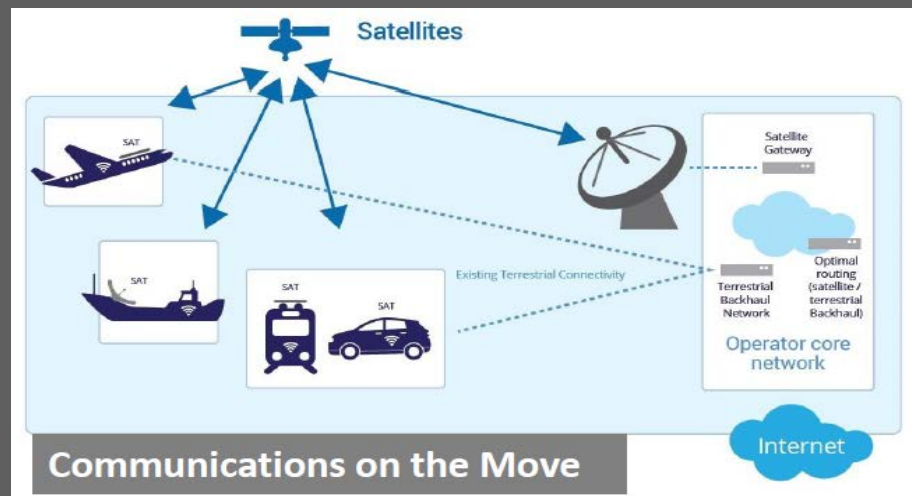 Satellites
SAT
Satellite
Gateway
SAT
Existing Terrestrial Connectivity
SAT
SAT
Terrestrial
Backhaul
Network
Optimal
routing
(satellite /
terrestrial
Backhaul)
Operator core
network
Internet
Communications on the Move